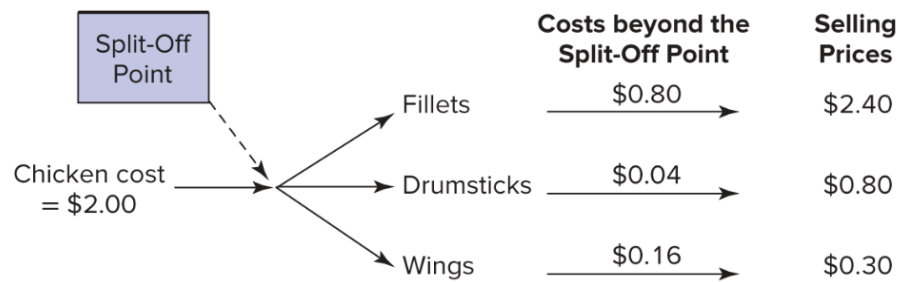 Split-Off
Point
Costs beyond the
Split-Off Point
Selling
Prices
Fillets
$0.80
$2.40
Chicken cost
= $2.00
Drumsticks
$0.04
$0.80
Wings
$0.16
$0.30